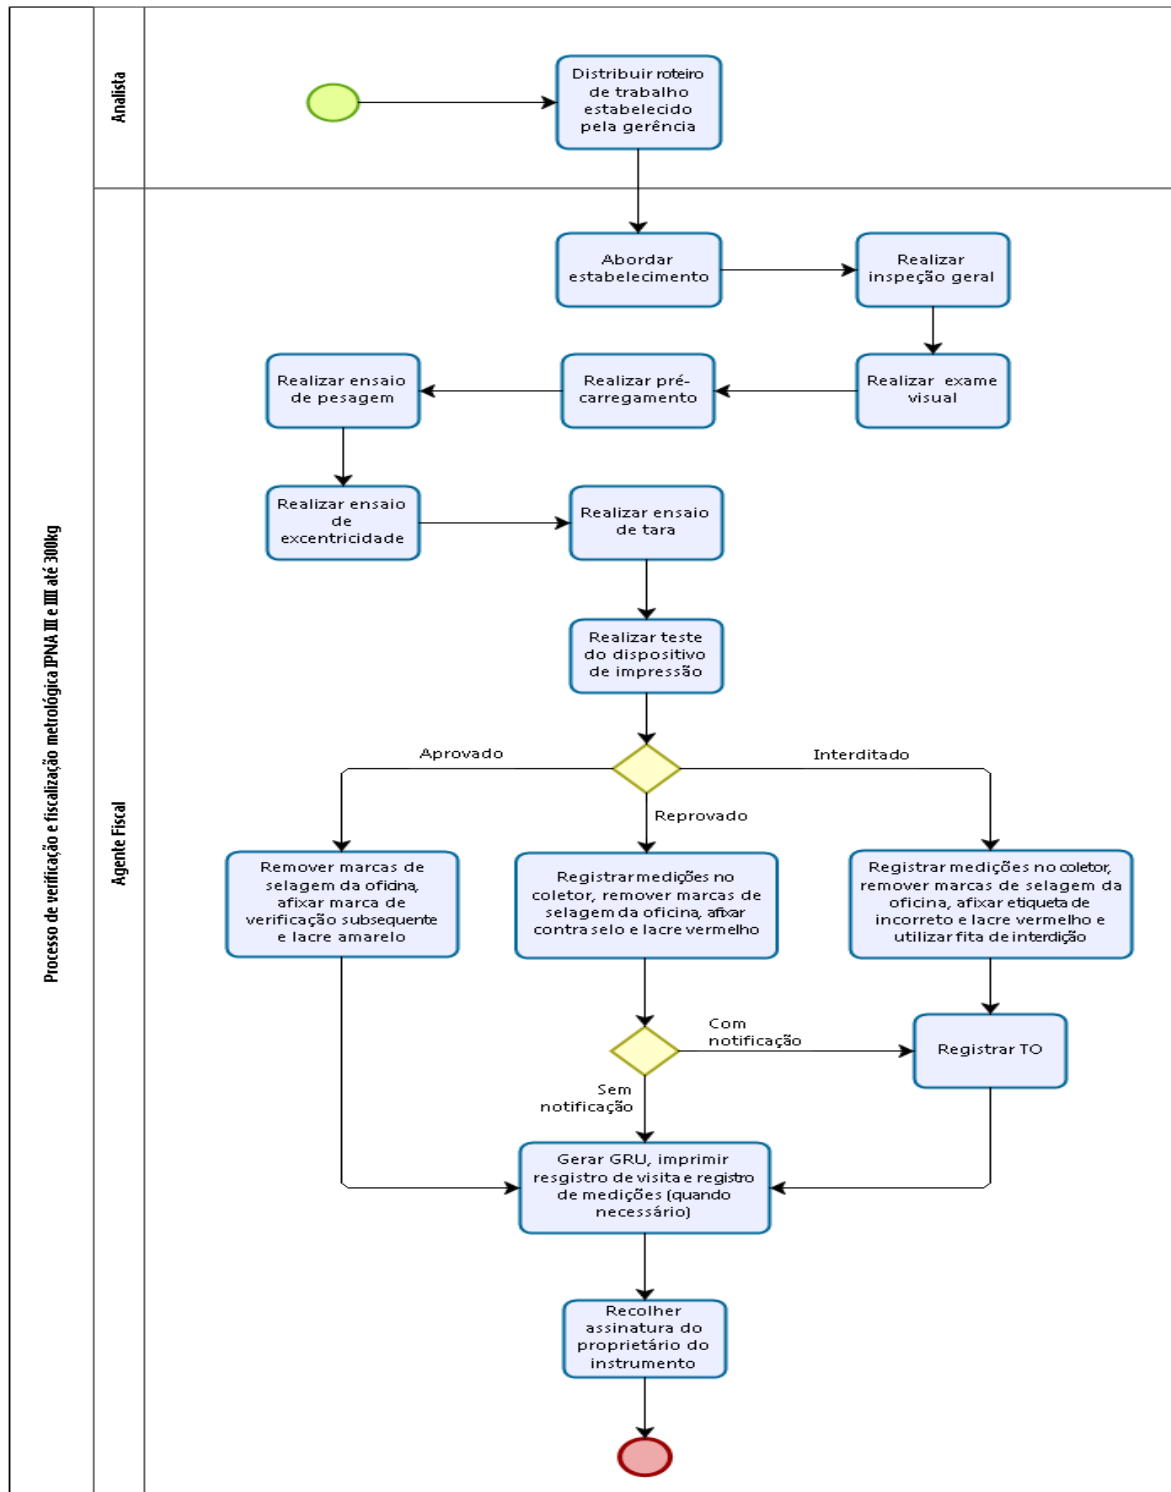 Processo de verificação e fiscalização metrológica IPNA III e IIII até 300kg
Analista
Distribuir roteiro
de trabalho
estabelecido
pela gerência
Agente Fiscal
Abordar
estabelecimento
Realizar
inspeção geral
Realizar exame
visual
Realizar pré-
carregamento
Realizar ensaio
de pesagem
Realizar ensaio
de
excentricidade
Realizar ensaio
de tara
Realizar teste
do dispositivo
de impressão
Aprovado
Reprovado
Interditado
Remover marcas de
selagem da oficina,
afixar marca de
verificação subsequente
e lacre amarelo
Registrar medições no
coletor, remover marcas de
selagem da oficina, afixar
contra selo e lacre vermelho
Registrar medições no coletor,
remover marcas de selagem da
oficina, afixar etiqueta de
incorreto e lacre vermelho e
utilizar fita de interdição
Com
notificação
Registrar TO
Sem
notificação
Gerar GRU, imprimir
resgistro de visita e registro
de medições (quando
necessário)
Recolher
assinatura do
proprietário do
instrumento